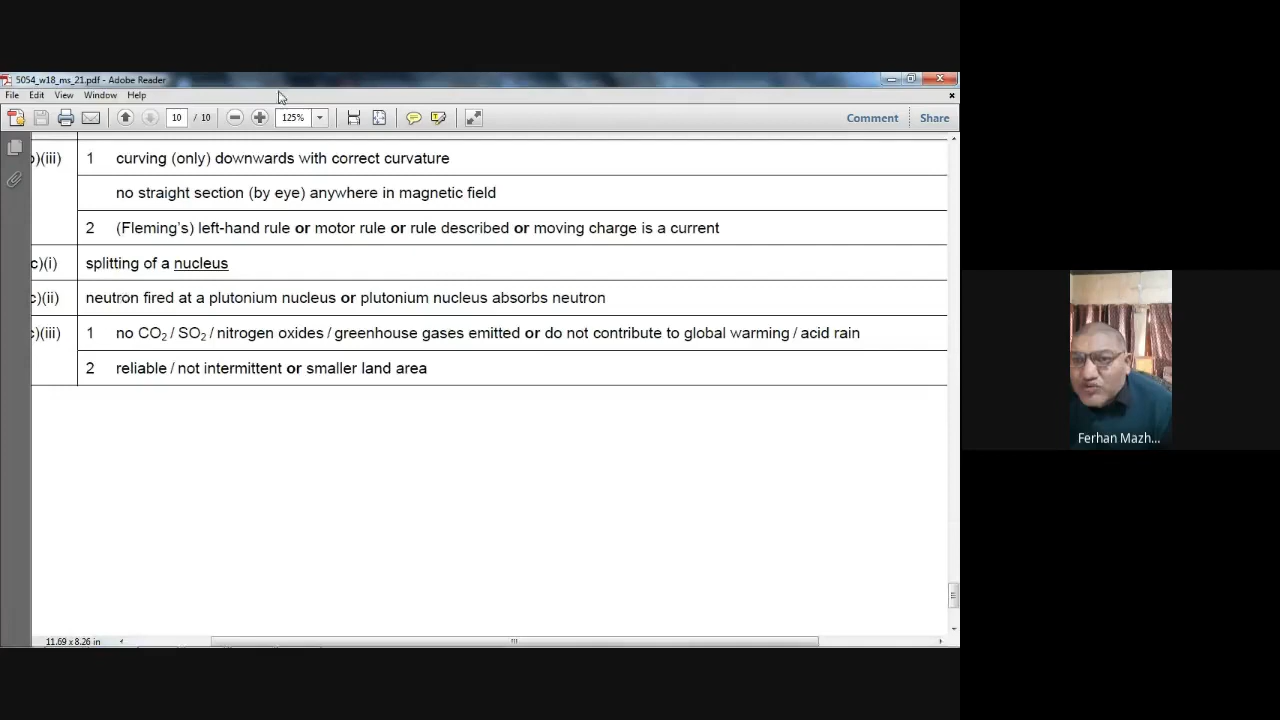 5054_w18_ms_21.pdf - Adobe Reader
File Edit View Window Help
10 / 10 125% Comment Share
)(iii) 1 curving (only) downwards with correct curvature
no straight section (by eye) anywhere in magnetic field
2 (Fleming's) left-hand rule or motor rule or rule described or moving charge is a current
c)(i) splitting of a nucleus
c)(ii) neutron fired at a plutonium nucleus or plutonium nucleus absorbs neutron
c)(iii) 1 no CO₂ / SO₂ / nitrogen oxides / greenhouse gases emitted or do not contribute to global warming / acid rain
2 reliable / not intermittent or smaller land area
Ferhan Mazh...
11.69 x 8.26 in